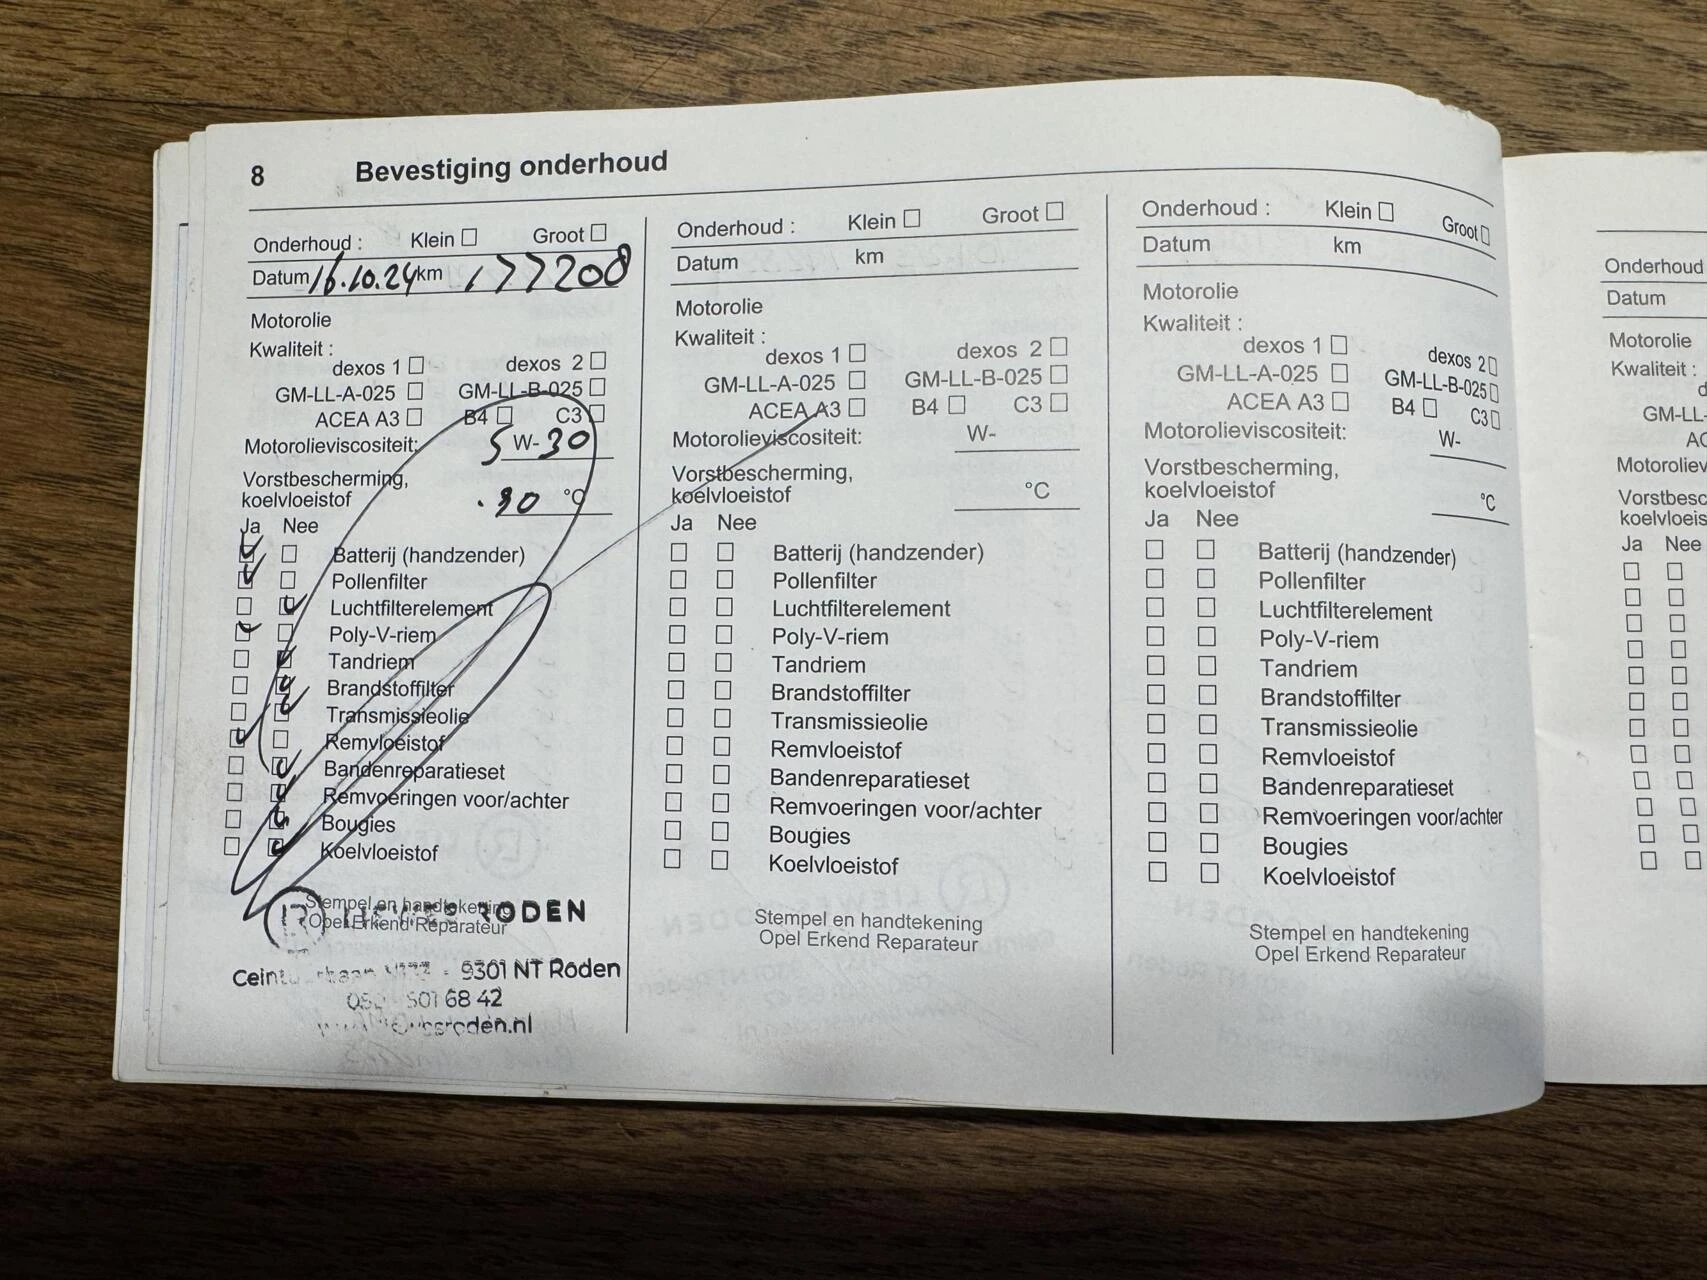 8 Bevestiging onderhoud
Onderhoud : Klein Groot
Datum 16.10.24 km 177208
Motorolie
Kwaliteit :
dexos 1 dexos 2
GM-LL-A-025 GM-LL-B-025
ACEA A3 B4 C3
Motorolieviscositeit: 5 W-30
Vorstbescherming,
koelvloeistof -30 °C
Ja Nee
Batterij (handzender)
Pollenfilter
Luchtfilterelement
Poly-V-riem
Tandriem
Brandstoffilter
Transmissieolie
Remvloeistof
Bandenreparatieset
Remvoeringen voor/achter
Bougies
Koelvloeistof
Stempel en handtekening
Opel Erkend Reparateur
LIEWES RODEN
9301 NT Roden
501 68 42
Onderhoud : Klein Groot
Datum km
Motorolie
Kwaliteit :
dexos 1 dexos 2
GM-LL-A-025 GM-LL-B-025
ACEA A3 B4 C3
Motorolieviscositeit: W-
Vorstbescherming,
koelvloeistof °C
Ja Nee
Batterij (handzender)
Pollenfilter
Luchtfilterelement
Poly-V-riem
Tandriem
Brandstoffilter
Transmissieolie
Remvloeistof
Bandenreparatieset
Remvoeringen voor/achter
Bougies
Koelvloeistof
Stempel en handtekening
Opel Erkend Reparateur
Onderhoud : Klein Groot
Datum km
Motorolie
Kwaliteit :
dexos 1 dexos 2
GM-LL-A-025 GM-LL-B-025
ACEA A3 B4 C3
Motorolieviscositeit: W-
Vorstbescherming,
koelvloeistof °C
Ja Nee
Batterij (handzender)
Pollenfilter
Luchtfilterelement
Poly-V-riem
Tandriem
Brandstoffilter
Transmissieolie
Remvloeistof
Bandenreparatieset
Remvoeringen voor/achter
Bougies
Koelvloeistof
Stempel en handtekening
Opel Erkend Reparateur
Onderhoud
Datum
Motorolie
Kwaliteit :
d
GM-LL-
AC
Motoroliev
Vorstbesc
koelvloeis
Ja Nee